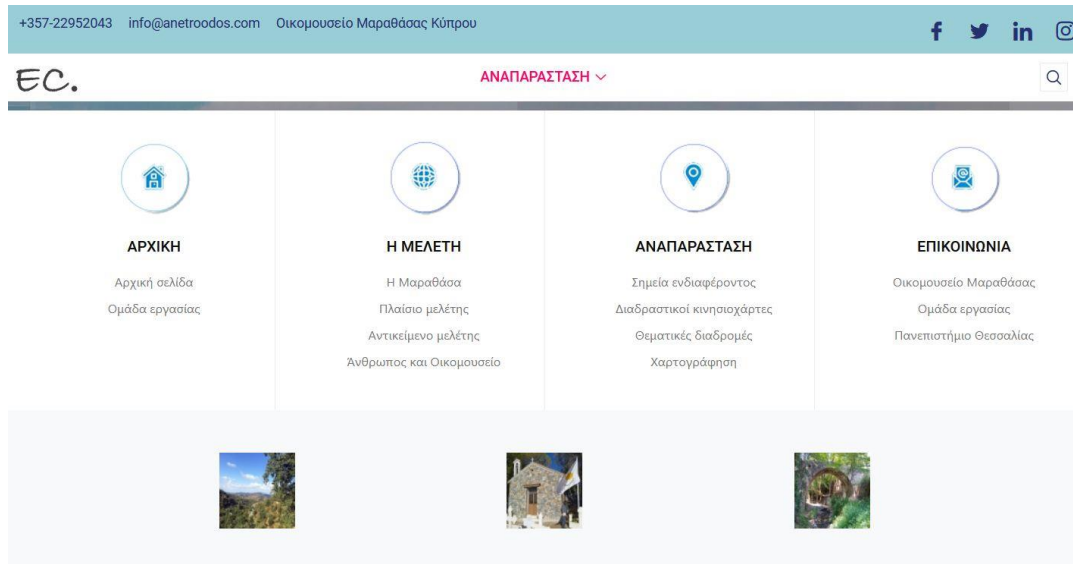 +357-22952043 info@anetroodos.com Οικομουσείο Μαραθάσας Κύπρου
EC.
ΑΝΑΠΑΡΑΣΤΑΣΗ
ΑΡΧΙΚΗ
Αρχική σελίδα
Ομάδα εργασίας
Η ΜΕΛΕΤΗ
Η Μαραθάσα
Πλαίσιο μελέτης
Αντικείμενο μελέτης
Άνθρωπος και Οικομουσείο
ΑΝΑΠΑΡΑΣΤΑΣΗ
Σημεία ενδιαφέροντος
Διαδραστικοί κινησιοχάρτες
Θεματικές διαδρομές
Χαρτογράφηση
ΕΠΙΚΟΙΝΩΝΙΑ
Οικομουσείο Μαραθάσας
Ομάδα εργασίας
Πανεπιστήμιο Θεσσαλίας